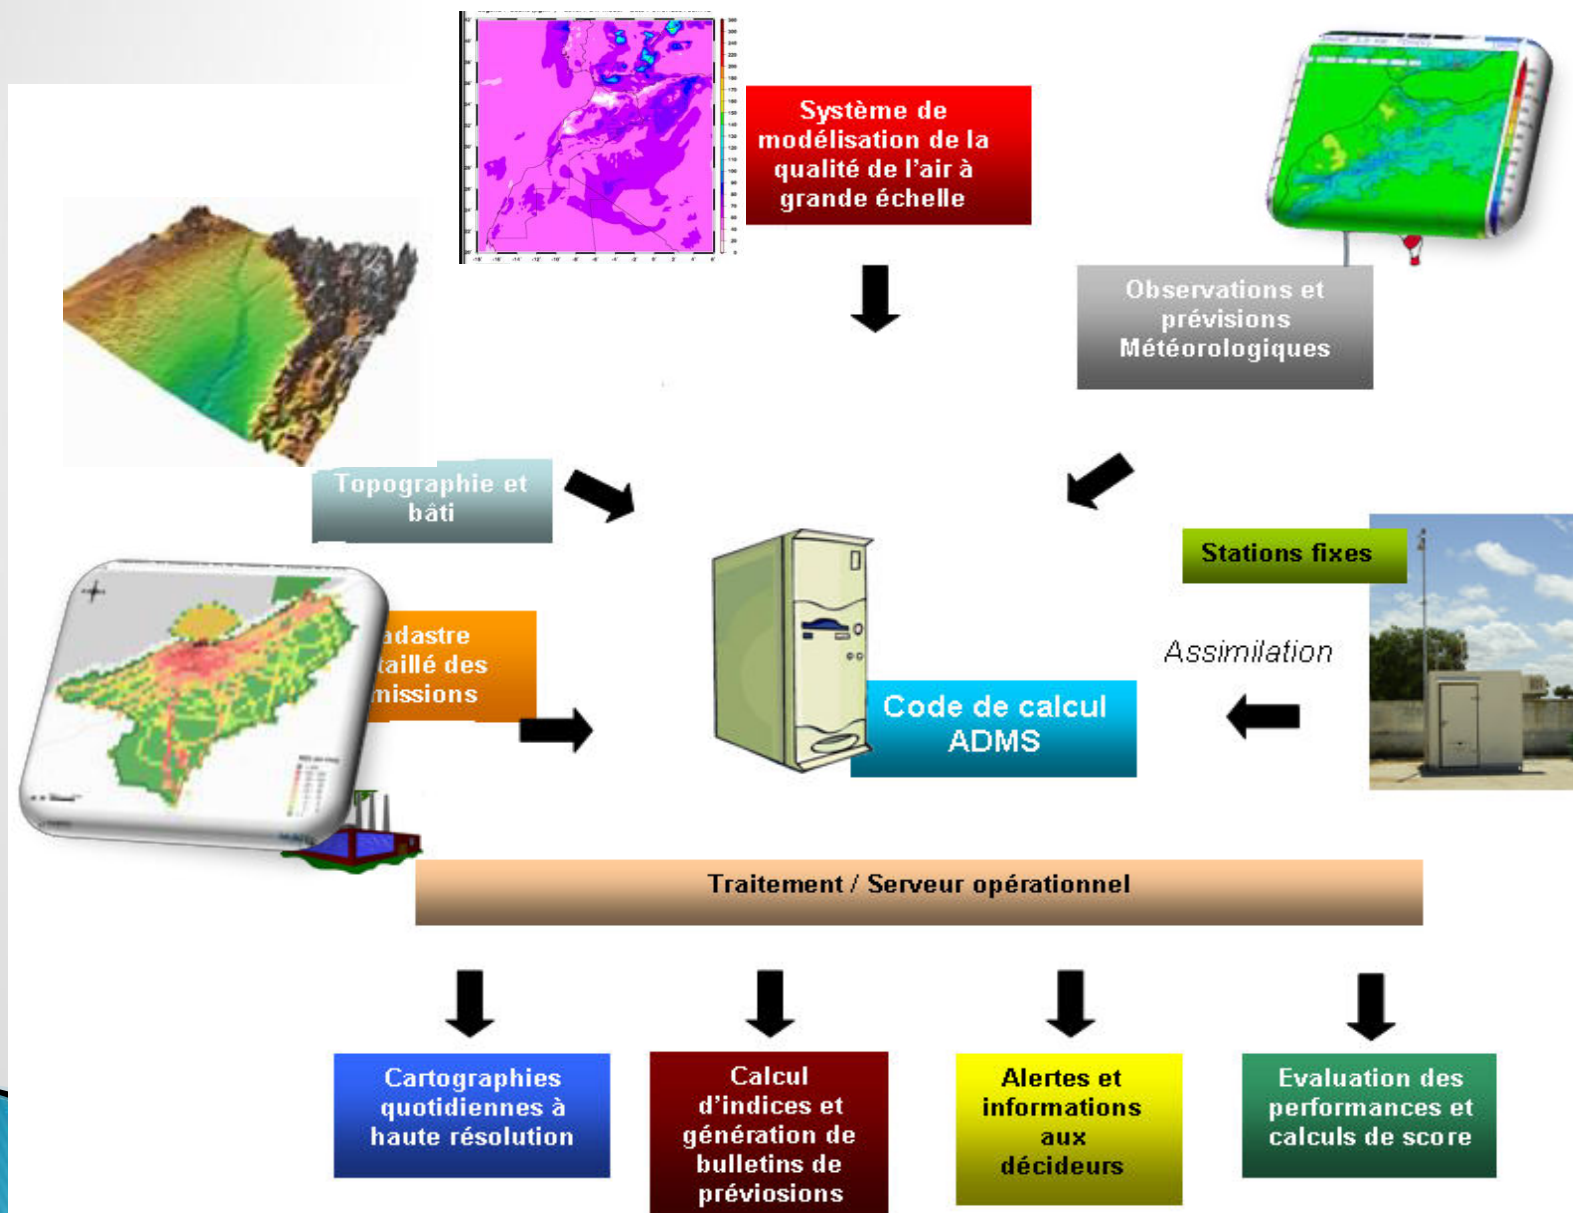 Système de
modélisation de la
qualité de l'air à
grande échelle
Observations et
prévisions
Météorologiques
Topographie et
bâti
Stations fixes
adastre
taillé des
missions
Assimilation
Code de calcul
ADMS
Traitement / Serveur opérationnel
Cartographies
quotidiennes à
haute résolution
Calcul
d'indices et
génération de
bulletins de
préviosions
Alertes et
informations
aux
décideurs
Evaluation des
performances et
calculs de score